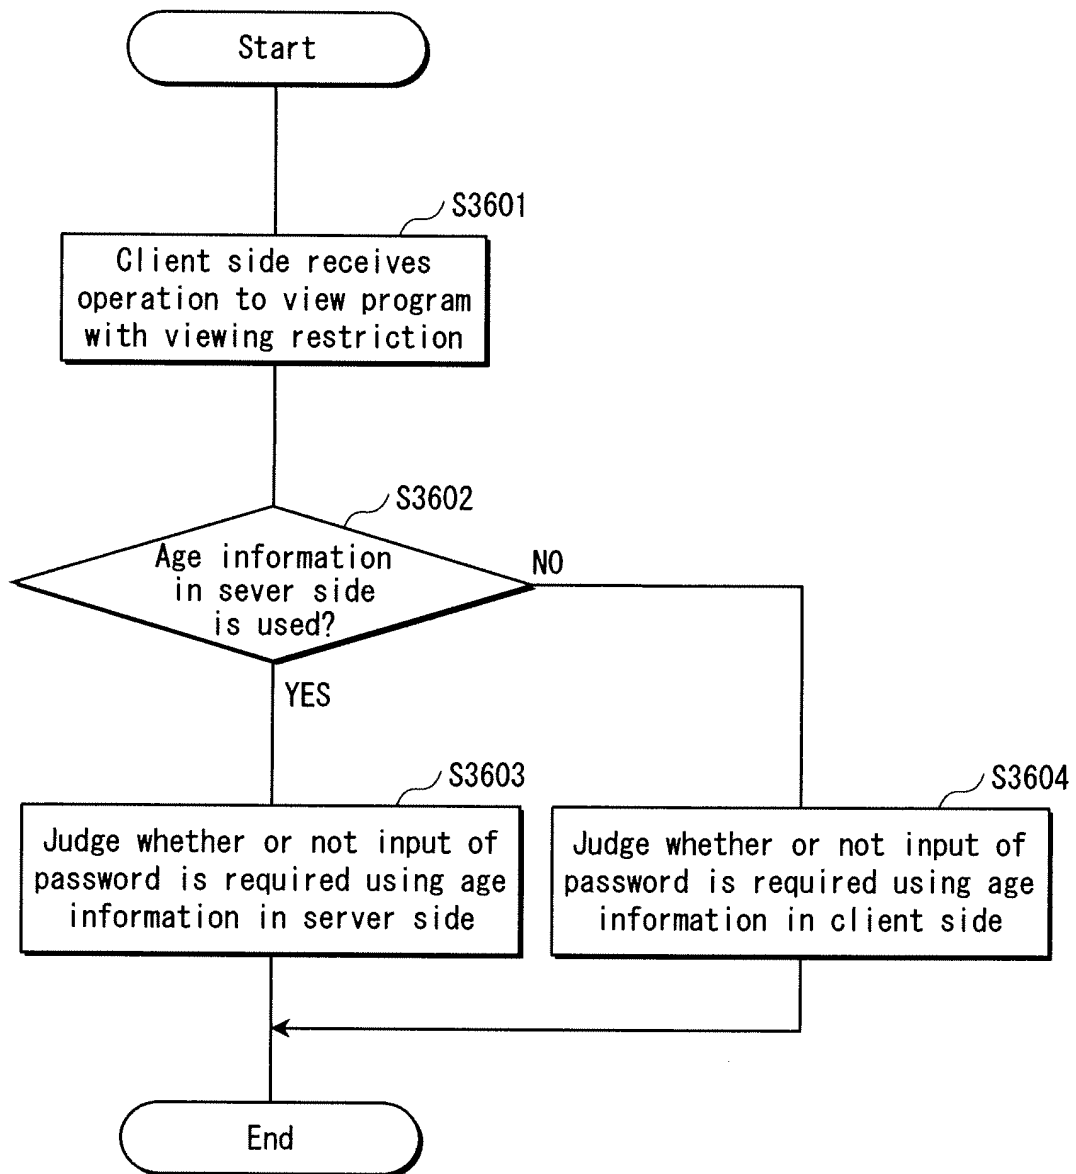 Start
S3601
Client side receives
operation to view program
with viewing restriction
S3602
Age information
in sever side
is used?
NO
YES
S3603
Judge whether or not input of
password is required using age
information in server side
S3604
Judge whether or not input of
password is required using age
information in client side
End